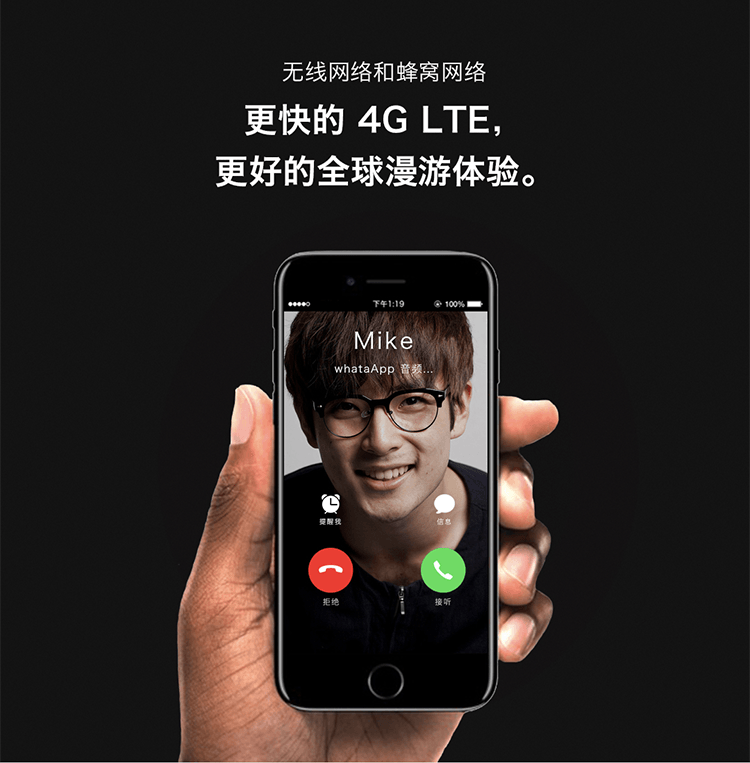 无线网络和蜂窝网络
更快的 4G LTE，
更好的全球漫游体验。
下午1:19
100%
Mike
whataApp 音频...
提醒我
信息
拒绝
接听